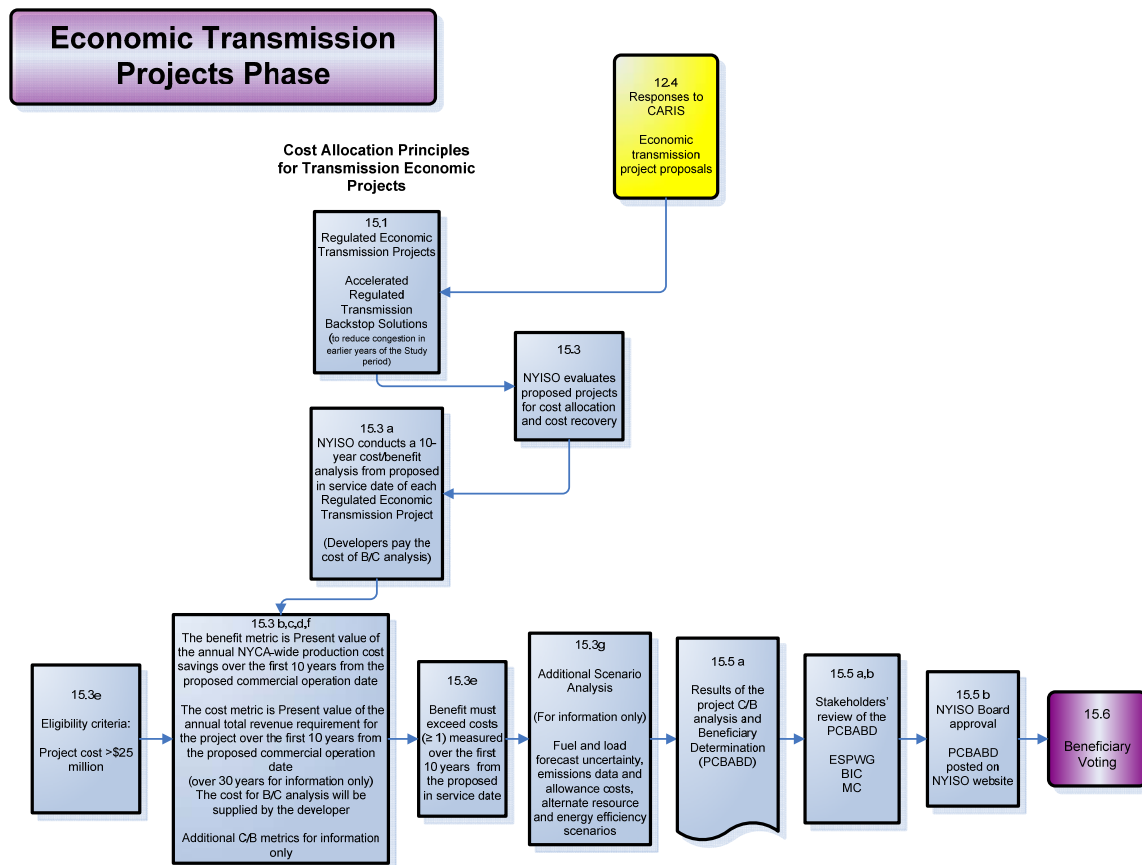 Economic Transmission
Projects Phase
12.4
Responses to
CARIS
Economic
transmission
project proposals
Cost Allocation Principles
for Transmission Economic
Projects
15.1
Regulated Economic
Transmission Projects
Accelerated
Regulated
Transmission
Backstop Solutions
(to reduce congestion in
earlier years of the Study
period)
15.3
NYISO evaluates
proposed projects
for cost allocation
and cost recovery
15.3 a
NYISO conducts a 10-
year cost/benefit
analysis from proposed
in service date of each
Regulated Economic
Transmission Project
(Developers pay the
cost of B/C analysis)
15.3e
Eligibility criteria:
Project cost >$25
million
15.3 b,c,d,f
The benefit metric is Present value of
the annual NYCA-wide production cost
savings over the first 10 years from the
proposed commercial operation date
The cost metric is Present value of the
annual total revenue requirement for
the project over the first 10 years from
the proposed commercial operation
date
(over 30 years for information only)
The cost for B/C analysis will be
supplied by the developer
Additional C/B metrics for information
only
15.3e
Benefit must
exceed costs
(≥ 1) measured
over the first
10 years from
the proposed
in service date
15.3g
Additional Scenario
Analysis
(For information only)
Fuel and load
forecast uncertainty,
emissions data and
allowance costs,
alternate resource
and energy efficiency
scenarios
15.5 a
Results of the
project C/B
analysis and
Beneficiary
Determination
(PCBABD)
15.5 a,b
Stakeholders'
review of the
PCBABD
ESPWG
BIC
MC
15.5 b
NYISO Board
approval
PCBABD
posted on
NYISO website
15.6
Beneficiary
Voting